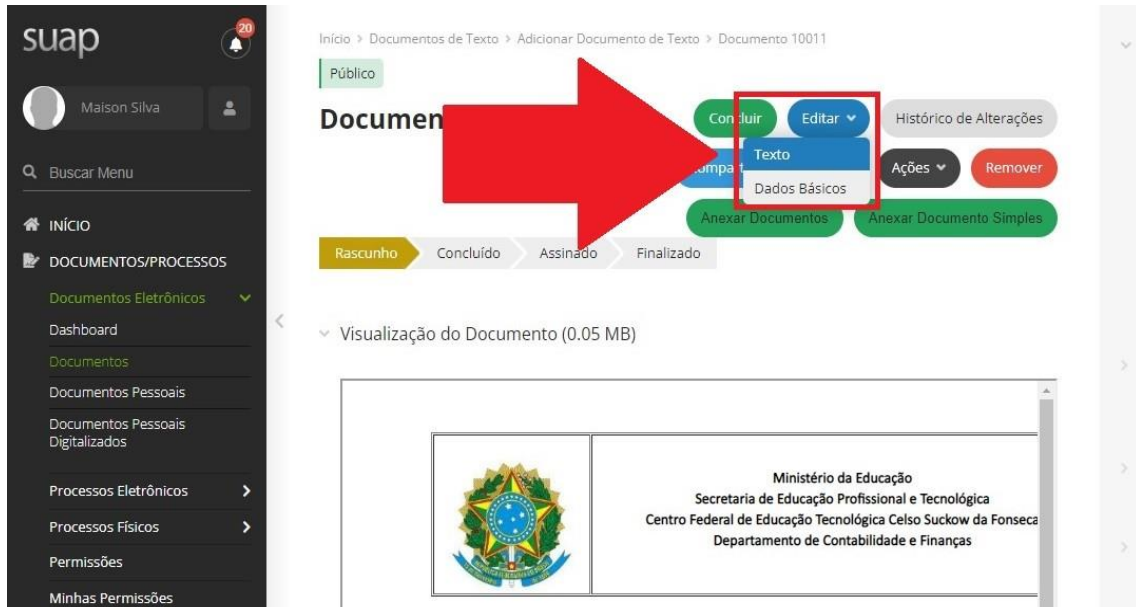 suap
20
Maison Silva
Buscar Menu
INÍCIO
DOCUMENTOS/PROCESSOS
Documentos Eletrônicos
Dashboard
Documentos
Documentos Pessoais
Documentos Pessoais
Digitalizados
Processos Eletrônicos
Processos Físicos
Permissões
Minhas Permissões
Início > Documentos de Texto > Adicionar Documento de Texto > Documento 10011
Público
Documen
Concluir
Editar
Histórico de Alterações
Texto
Ações
Remover
Dados Básicos
Anexar Documentos
Anexar Documento Simples
Rascunho
Concluído
Assinado
Finalizado
Visualização do Documento (0.05 MB)
Ministério da Educação
Secretaria de Educação Profissional e Tecnológica
Centro Federal de Educação Tecnológica Celso Suckow da Fonseca
Departamento de Contabilidade e Finanças